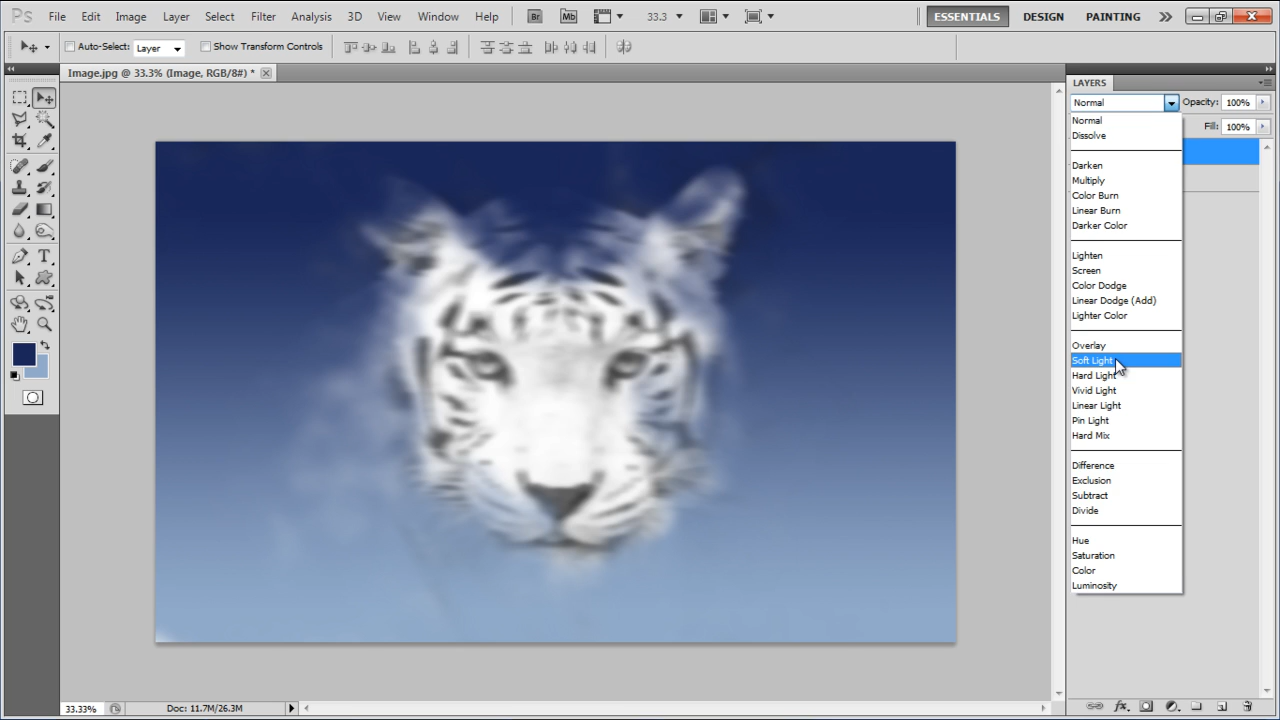 Ps File Edit Image Layer Select Filter Analysis 3D View Window Help Br Mb 33.3 ESSENTIALS DESIGN PAINTING
Auto-Select: Layer Show Transform Controls
Image.jpg @ 33.3% (Image, RGB/8#) *
LAYERS
Normal Opacity: 100%
Fill: 100%
Normal
Dissolve
Darken
Multiply
Color Burn
Linear Burn
Darker Color
Lighten
Screen
Color Dodge
Linear Dodge (Add)
Lighter Color
Overlay
Soft Light
Hard Light
Vivid Light
Linear Light
Pin Light
Hard Mix
Difference
Exclusion
Subtract
Divide
Hue
Saturation
Color
Luminosity
33.33% Doc: 11.7M/26.3M